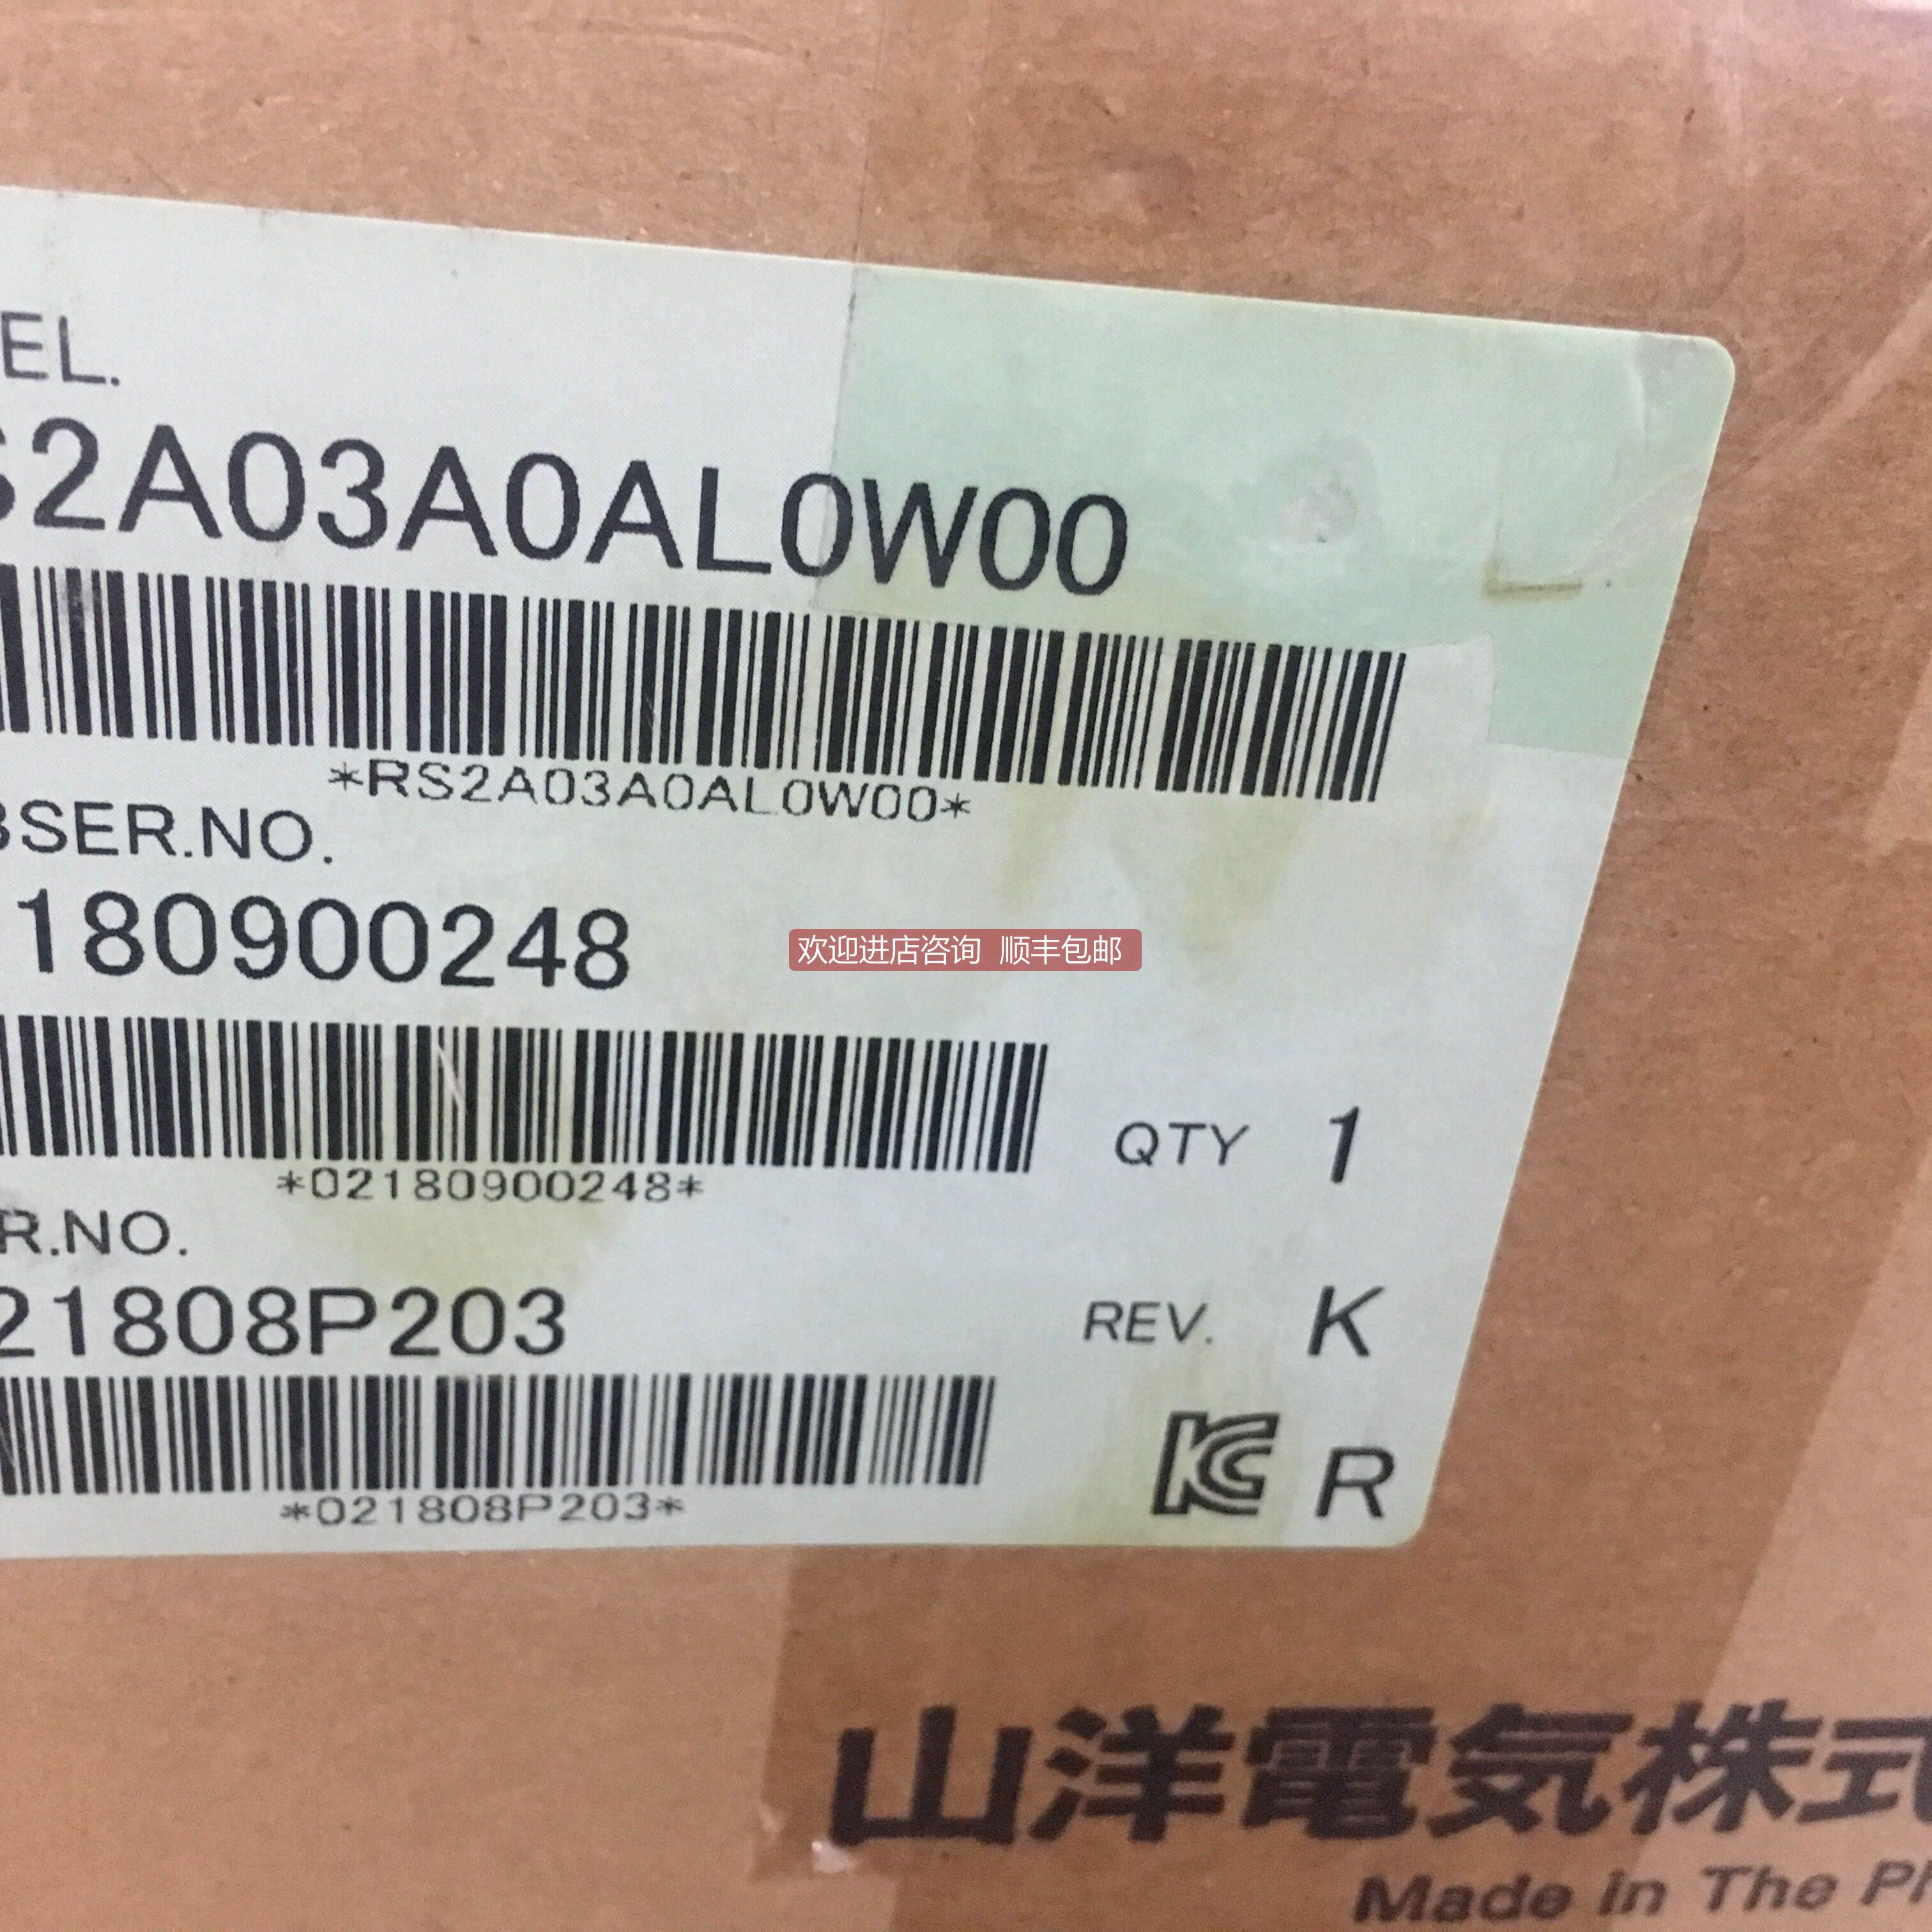 EL.
S2A03A0AL0W00
*RS2A03A0AL0W00*
BSER.NO.
180900248
欢迎进店咨询 顺丰包邮
*02180900248*
QTY 1
R.NO.
21808P203
REV. K
*021808P203*
KC R
山洋電気株式
Made in The Ph